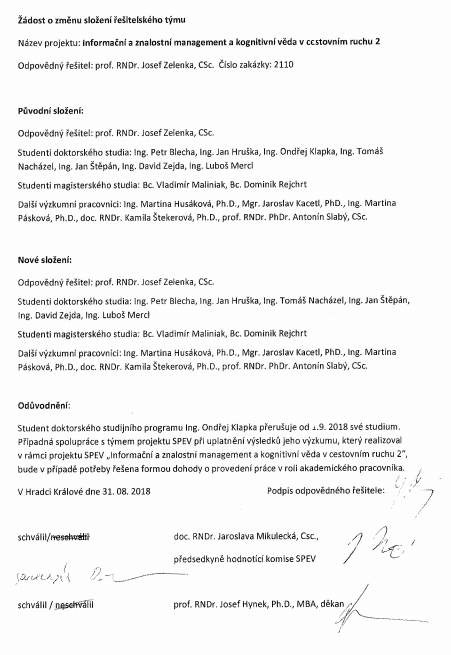 Žádost o změnu složení řešitelského týmu
Název projektu: Informační a znalostní management a kognitivní věda v cestovním ruchu 2
Odpovědný řešitel: prof. RNDr. Josef Zelenka, CSc. Číslo zakázky: 2110
Původní složení:
Odpovědný řešitel: prof. RNDr. Josef Zelenka, CSc.
Studenti doktorského studia: Ing. Petr Blecha, Ing. Jan Hruška, Ing. Ondřej Klapka, Ing. Tomáš
Nacházel, Ing. Jan Štěpán, Ing. David Zejda, Ing. Luboš Mercl
Studenti magisterského studia: Bc. Vladimír Maliniak, Bc. Dominik Rejchrt
Další výzkumní pracovníci: Ing. Martina Husáková, Ph.D., Mgr. Jaroslav Kacetl, PhD., Ing. Martina
Pásková, Ph.D., doc. RNDr. Kamila Štekerová, Ph.D., prof. RNDr. PhDr. Antonín Slabý, CSc.
Nové složení:
Odpovědný řešitel: prof. RNDr. Josef Zelenka, CSc.
Studenti doktorského studia: Ing. Petr Blecha, Ing. Jan Hruška, Ing. Tomáš Nacházel, Ing. Jan Štěpán,
Ing. David Zejda, Ing. Luboš Mercl
Studenti magisterského studia: Bc. Vladimír Maliniak, Bc. Dominik Rejchrt
Další výzkumní pracovníci: Ing. Martina Husáková, Ph.D., Mgr. Jaroslav Kacetl, PhD., Ing. Martina
Pásková, Ph.D., doc. RNDr. Kamila Štekerová, Ph.D., prof. RNDr. PhDr. Antonín Slabý, CSc.
Odůvodnění:
Student doktorského studijního programu Ing. Ondřej Klapka přerušuje od 1.9. 2018 své studium.
Případná spolupráce s týmem projektu SPEV při uplatnění výsledků jeho výzkumu, který realizoval
v rámci projektu SPEV „Informační a znalostní management a kognitivní věda v cestovním ruchu 2“,
bude v případě potřeby řešena formou dohody o provedení práce v roli akademického pracovníka.
V Hradci Králové dne 31. 08. 2018 Podpis odpovědného řešitele:
schválil/neschválil doc. RNDr. Jaroslava Mikulecká, Csc.,
předsedkyně hodnotící komise SPEV
schválil / neschválil prof. RNDr. Josef Hynek, Ph.D., MBA, děkan